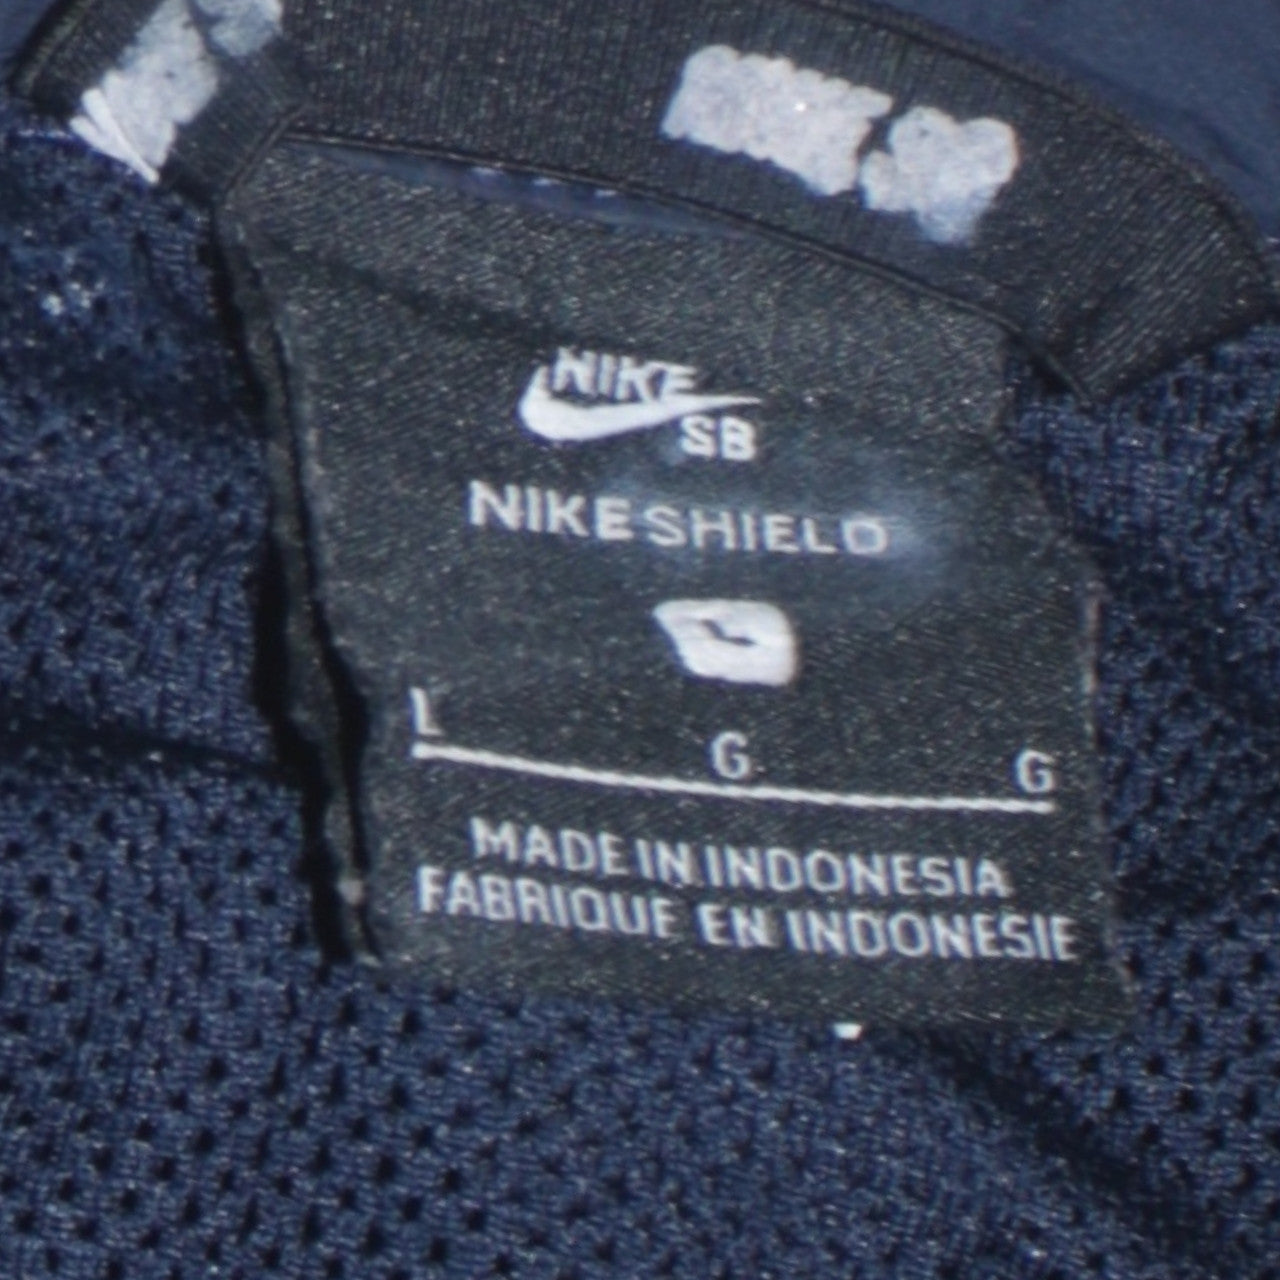 NIKE
SB
NIKESHIELD
L
L G G
MADE IN INDONESIA
FABRIQUE EN INDONESIE